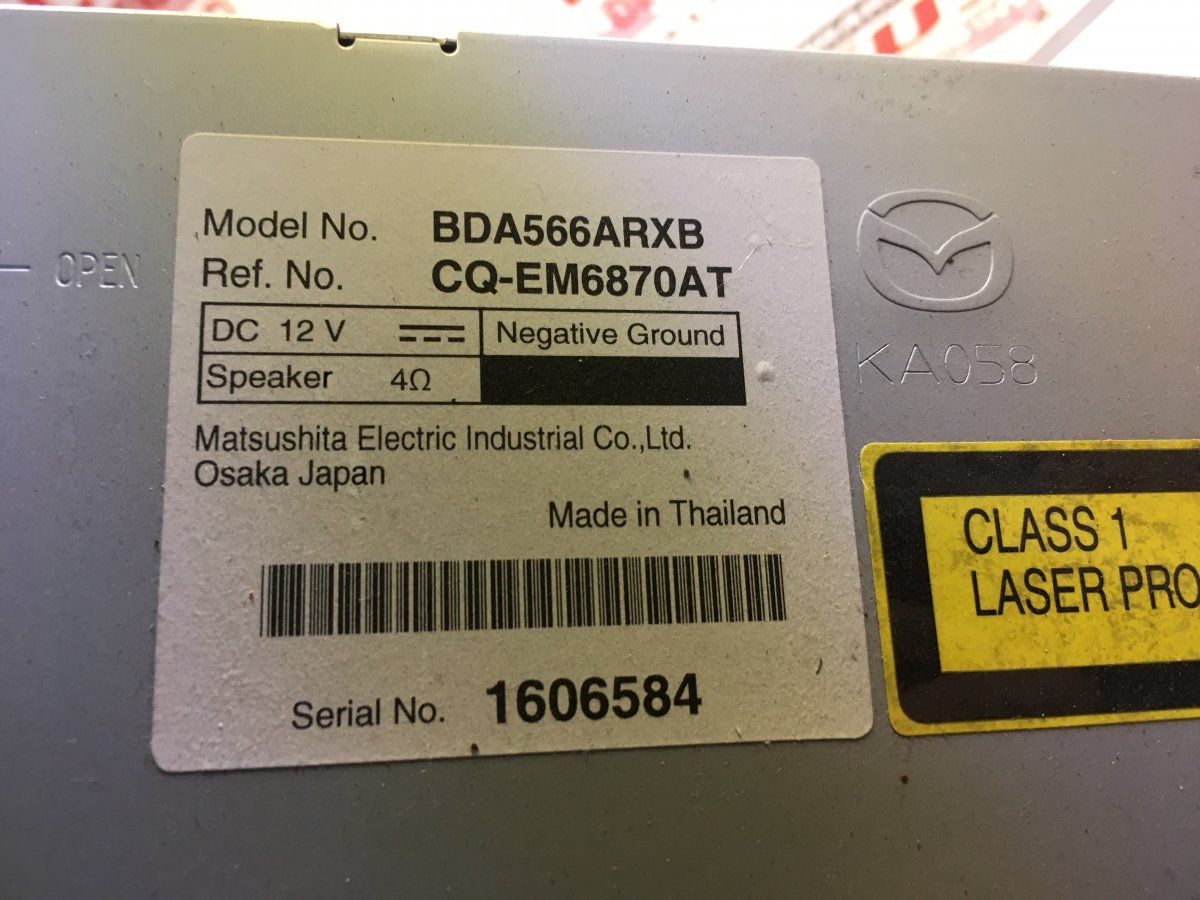 Model No. BDA566ARXB
Ref. No. CQ-EM6870AT
OPEN
DC 12 V Negative Ground
Speaker 4Ω
KA058
Matsushita Electric Industrial Co.,Ltd.
Osaka Japan
Made in Thailand
CLASS 1
LASER PRO
Serial No. 1606584